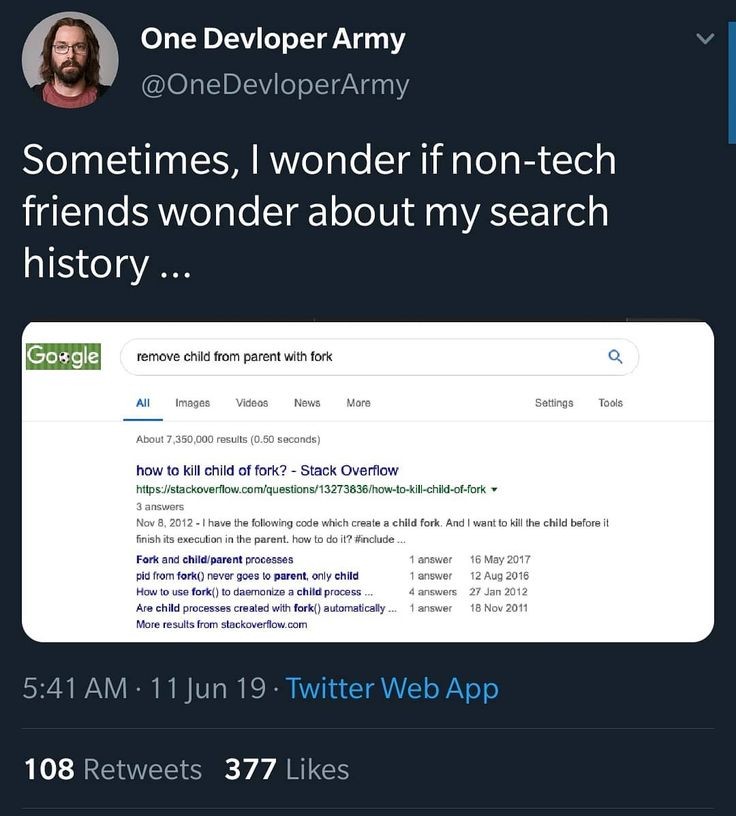 One Devloper Army
@OneDevloperArmy
Sometimes, I wonder if non-tech
friends wonder about my search
history ...
Google
remove child from parent with fork
All Images Videos News More Settings Tools
About 7,350,000 results (0.50 seconds)
how to kill child of fork? - Stack Overflow
https://stackoverflow.com/questions/13273836/how-to-kill-child-of-fork
3 answers
Nov 8, 2012 - I have the following code which create a child fork. And I want to kill the child before it
finish its execution in the parent. how to do it? #include ...
Fork and child/parent processes 1 answer 16 May 2017
pid from fork() never goes to parent, only child 1 answer 12 Aug 2016
How to use fork() to daemonize a child process ... 4 answers 27 Jan 2012
Are child processes created with fork() automatically ... 1 answer 18 Nov 2011
More results from stackoverflow.com
5:41 AM · 11 Jun 19 · Twitter Web App
108 Retweets 377 Likes